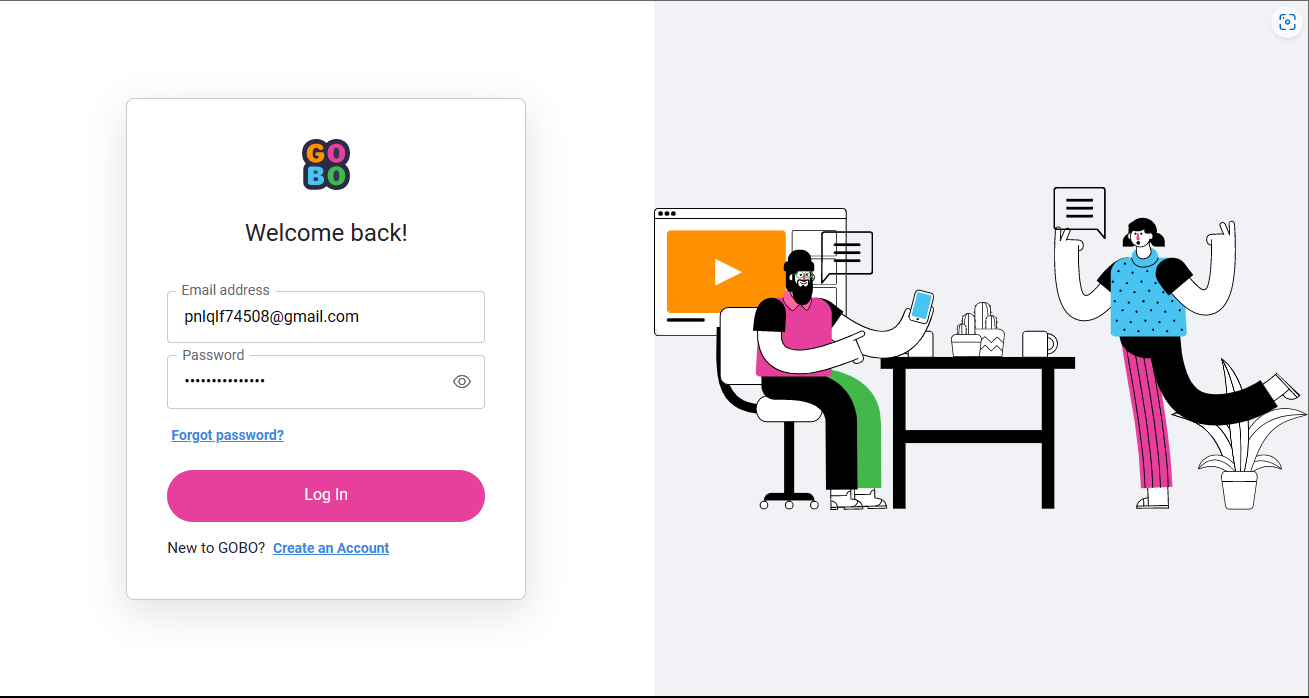 GO
BO
Welcome back!
Email address
pnlqlf74508@gmail.com
Password
•••••••••••••••
Forgot password?
Log In
New to GOBO? Create an Account